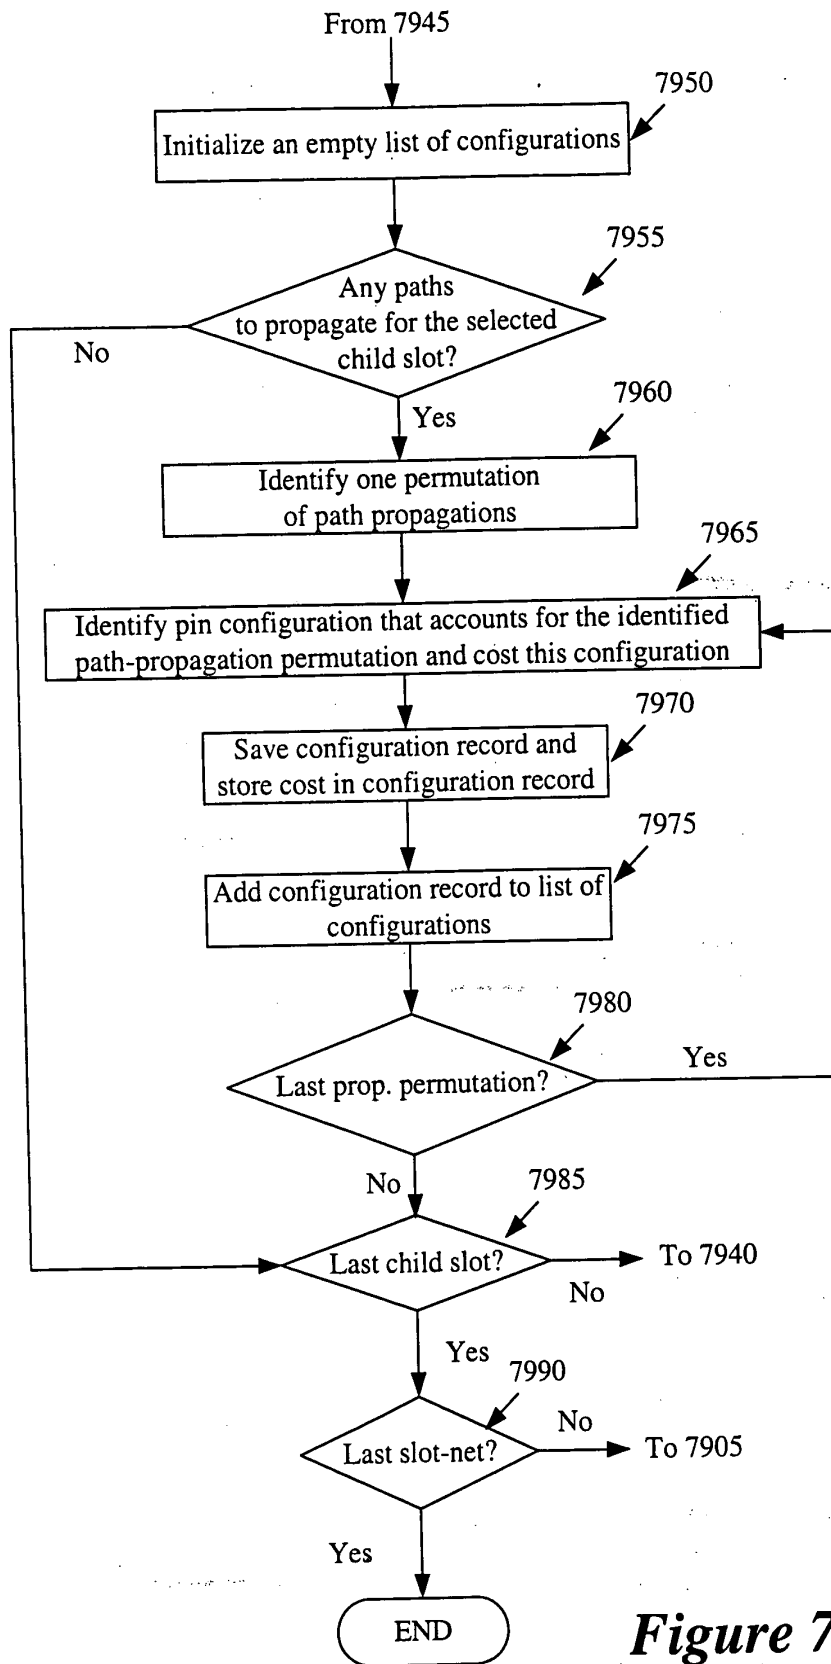 From 7945
7950
Initialize an empty list of configurations
7955
Any paths
to propagate for the selected
child slot?
No
Yes
7960
Identify one permutation
of path propagations
7965
Identify pin configuration that accounts for the identified
path-propagation permutation and cost this configuration
7970
Save configuration record and
store cost in configuration record
7975
Add configuration record to list of
configurations
7980
Last prop. permutation?
Yes
No
7985
Last child slot?
To 7940
No
Yes
7990
Last slot-net?
No
To 7905
Yes
END
Figure 7